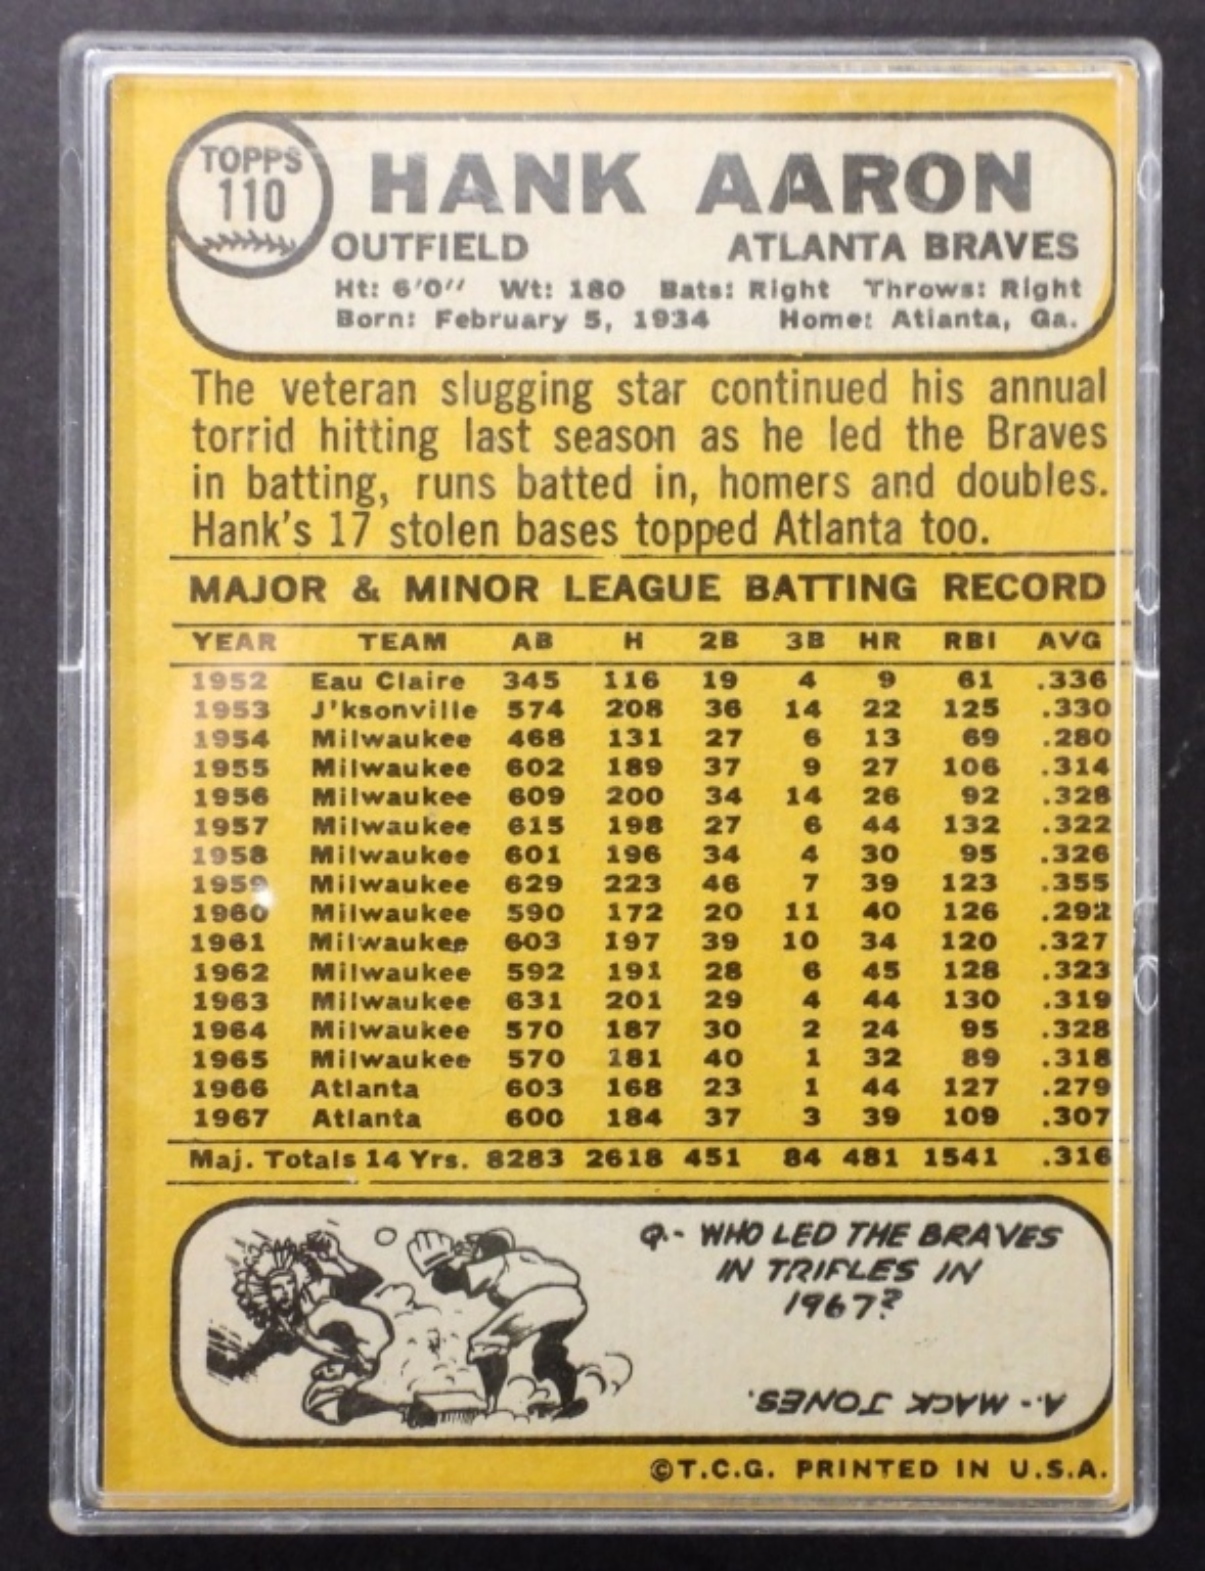 TOPPS
110
HANK AARON
OUTFIELD ATLANTA BRAVES
Ht: 6'0" Wt: 180 Bats: Right Throws: Right
Born: February 5, 1934 Home: Atlanta, Ga.
The veteran slugging star continued his annual
torrid hitting last season as he led the Braves
in batting, runs batted in, homers and doubles.
Hank's 17 stolen bases topped Atlanta too.
MAJOR & MINOR LEAGUE BATTING RECORD
YEAR TEAM AB H 2B 3B HR RBI AVG
1952 Eau Claire 345 116 19 4 9 61 .336
1953 J'ksonville 574 208 36 14 22 125 .330
1954 Milwaukee 468 131 27 6 13 69 .280
1955 Milwaukee 602 189 37 9 27 106 .314
1956 Milwaukee 609 200 34 14 26 92 .328
1957 Milwaukee 615 198 27 6 44 132 .322
1958 Milwaukee 601 196 34 4 30 95 .326
1959 Milwaukee 629 223 46 7 39 123 .355
1960 Milwaukee 590 172 20 11 40 126 .292
1961 Milwaukee 603 197 39 10 34 120 .327
1962 Milwaukee 592 191 28 6 45 128 .323
1963 Milwaukee 631 201 29 4 44 130 .319
1964 Milwaukee 570 187 30 2 24 95 .328
1965 Milwaukee 570 181 40 1 32 89 .318
1966 Atlanta 603 168 23 1 44 127 .279
1967 Atlanta 600 184 37 3 39 109 .307
Maj. Totals 14 Yrs. 8283 2618 451 84 481 1541 .316
Q.- WHO LED THE BRAVES
IN TRIPLES IN
1967?
A.- MACK JONES.
©T.C.G. PRINTED IN U.S.A.